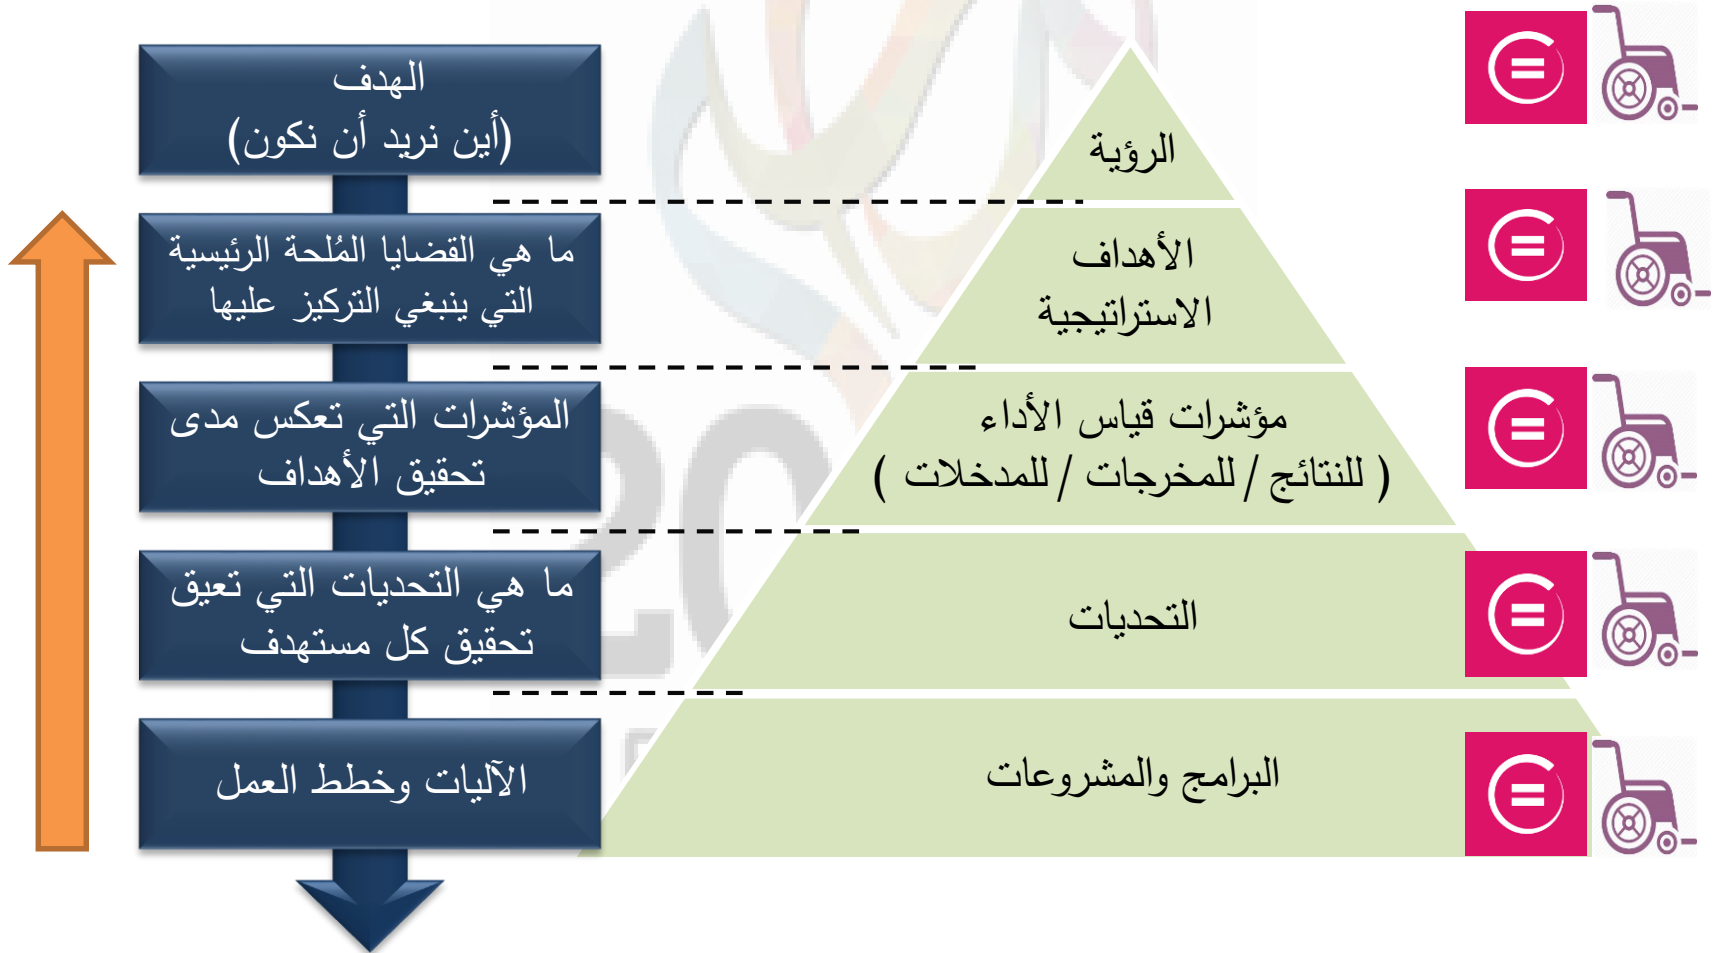 الهدف
(أين نريد أن نكون)
الرؤية
ما هي القضايا المُلحة الرئيسية
التي ينبغي التركيز عليها
الأهداف
الاستراتيجية
المؤشرات التي تعكس مدى
تحقيق الأهداف
مؤشرات قياس الأداء
( للنتائج / للمخرجات / للمدخلات )
ما هي التحديات التي تعيق
تحقيق كل مستهدف
التحديات
الآليات وخطط العمل
البرامج والمشروعات
20